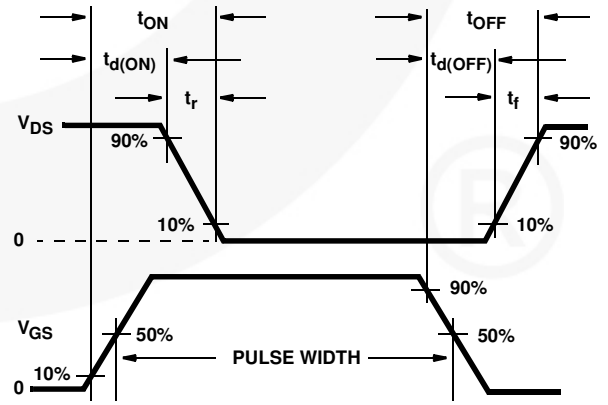 tON tOFF
td(ON) td(OFF)
tr tf
VDS
90% 90%
10% 10%
0
90%
VGS 50% 50%
10% PULSE WIDTH
0
®